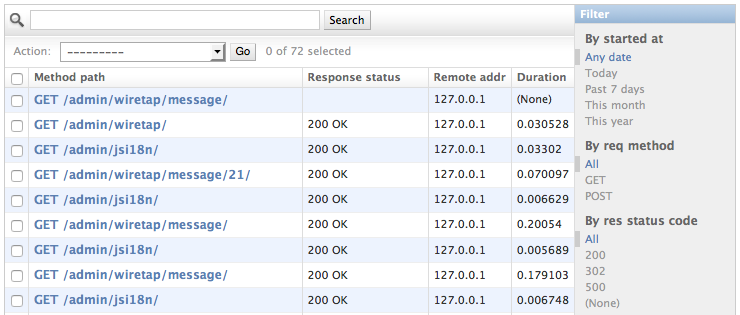 Search
Action: --------- Go 0 of 72 selected
Method path Response status Remote addr Duration
GET /admin/wiretap/message/ 127.0.0.1 (None)
GET /admin/wiretap/ 200 OK 127.0.0.1 0.030528
GET /admin/jsi18n/ 200 OK 127.0.0.1 0.03302
GET /admin/wiretap/message/21/ 200 OK 127.0.0.1 0.070097
GET /admin/jsi18n/ 200 OK 127.0.0.1 0.006629
GET /admin/wiretap/message/ 200 OK 127.0.0.1 0.20054
GET /admin/jsi18n/ 200 OK 127.0.0.1 0.005689
GET /admin/wiretap/message/ 200 OK 127.0.0.1 0.179103
GET /admin/jsi18n/ 200 OK 127.0.0.1 0.006748
Filter
By started at
Any date
Today
Past 7 days
This month
This year
By req method
All
GET
POST
By res status code
All
200
302
500
(None)